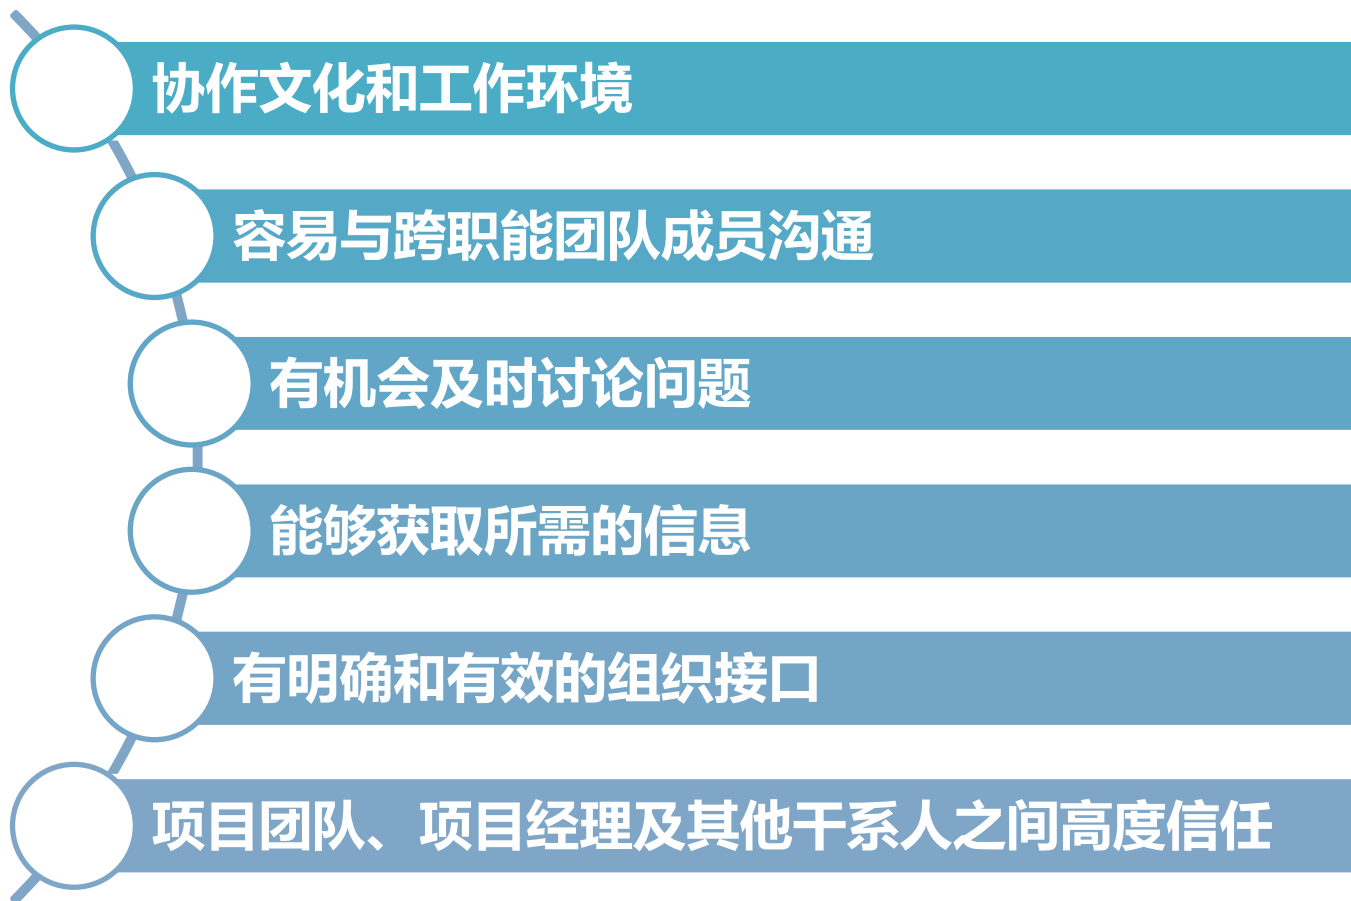 协作文化和工作环境
容易与跨职能团队成员沟通
有机会及时讨论问题
能够获取所需的信息
有明确和有效的组织接口
项目团队、项目经理及其他干系人之间高度信任